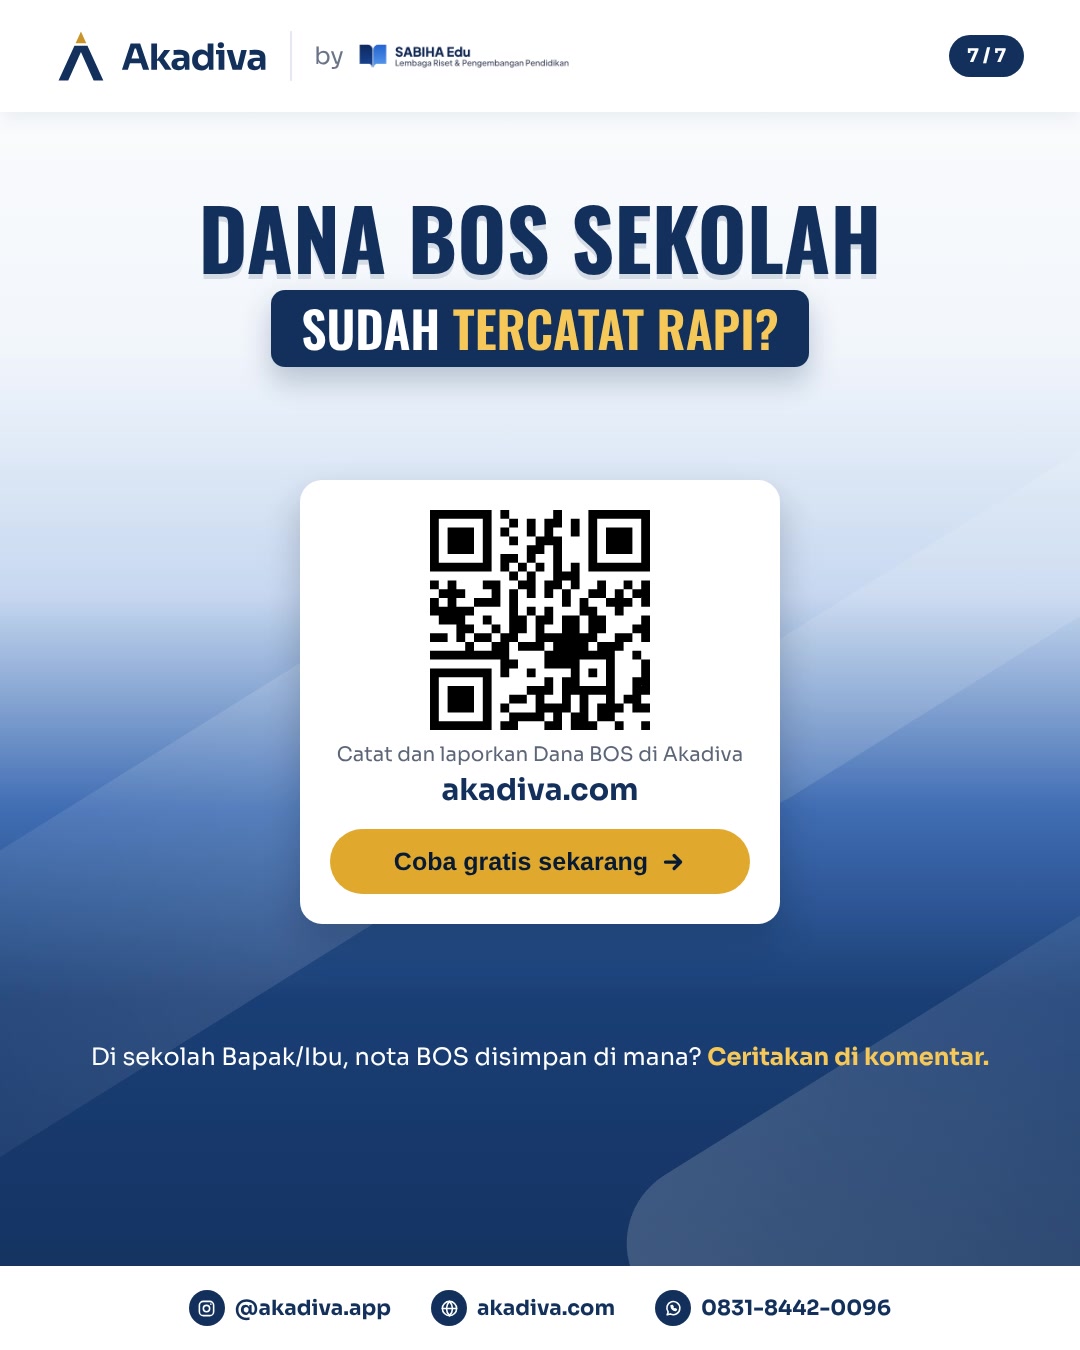 Akadiva
by
SABIHA Edu
Lembaga Riset & Pengembangan Pendidikan
7 / 7
DANA BOS SEKOLAH
SUDAH TERCATAT RAPI?
Catat dan laporkan Dana BOS di Akadiva
akadiva.com
Coba gratis sekarang →
Di sekolah Bapak/Ibu, nota BOS disimpan di mana? Ceritakan di komentar.
@akadiva.app
akadiva.com
0831-8442-0096